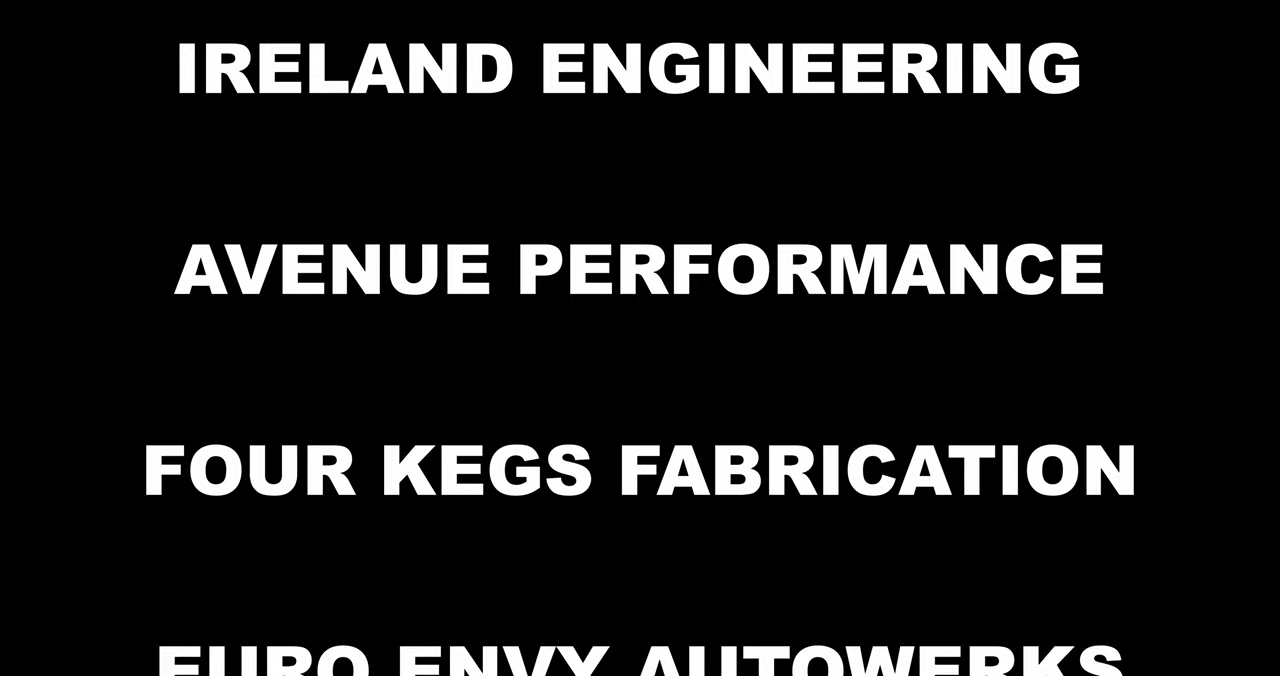 IRELAND ENGINEERING
AVENUE PERFORMANCE
FOUR KEGS FABRICATION
EURO ENVY AUTOWERKS